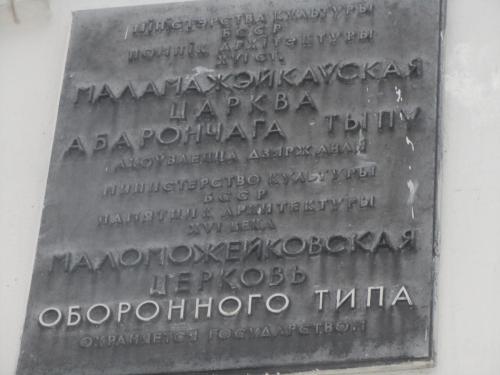 МІНІСТЭРСТВА КУЛЬТУРЫ
БССР
ПОМНІК АРХІТЭКТУРЫ
XVI СТ.
МАЛАМАЖЭЙКАЎСКАЯ
ЦАРКВА
АБАРОНЧАГА ТЫПУ
АХОЎВАЕЦЦА ДЗЯРЖАВАЙ
МИНИСТЕРСТВО КУЛЬТУРЫ
БССР
ПАМЯТНИК АРХИТЕКТУРЫ
XVI ВЕКА
МАЛОМОЖЕЙКОВСКАЯ
ЦЕРКОВЬ
ОБОРОННОГО ТИПА
ОХРАНЯЕТСЯ ГОСУДАРСТВОМ